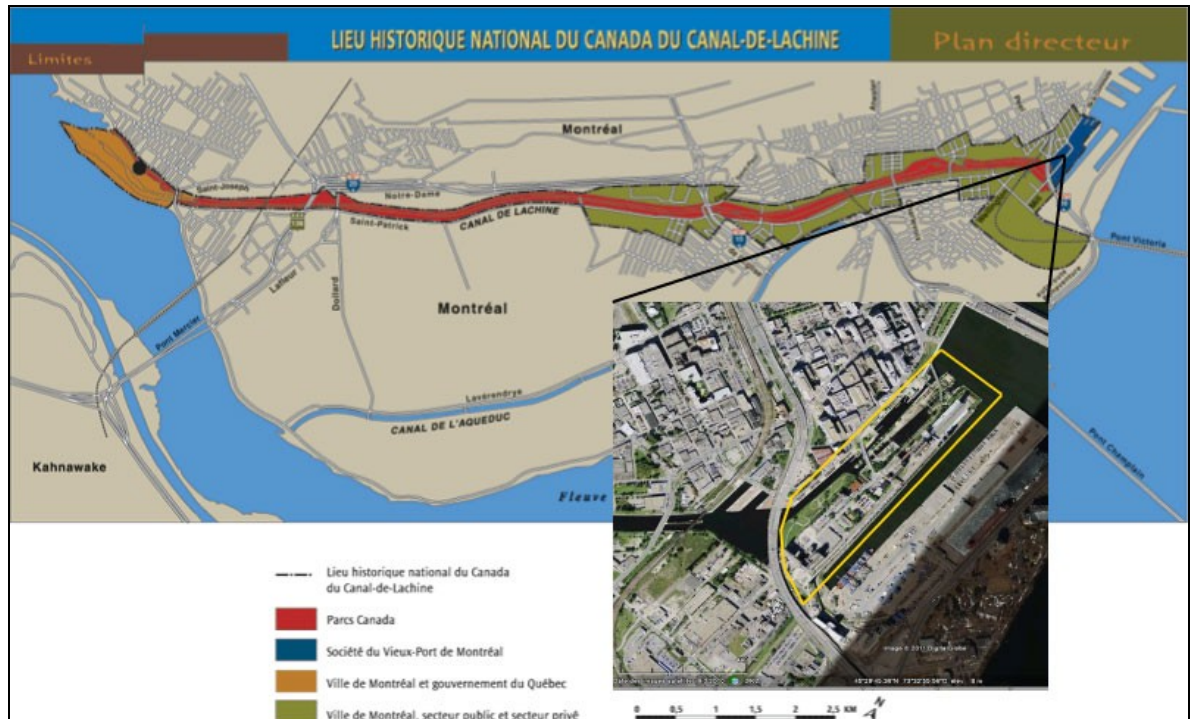 LIEU HISTORIQUE NATIONAL DU CANADA DU CANAL-DE-LACHINE
Plan directeur
Limites
Montréal
Saint-Joseph
Notre-Dame
Saint-Patrick
CANAL DE LACHINE
Lafleur
Dollard
Pont Mercier
Montréal
Lavérendrye
CANAL DE L'AQUEDUC
Kahnawake
Fleuve
Pont Victoria
Pont Champlain
Lieu historique national du Canada
du Canal-de-Lachine
Parcs Canada
Société du Vieux-Port de Montréal
Ville de Montréal et gouvernement du Québec
Ville de Montréal, secteur public et secteur privé
0 0,5 1 1,5 2 2,5 KM
N